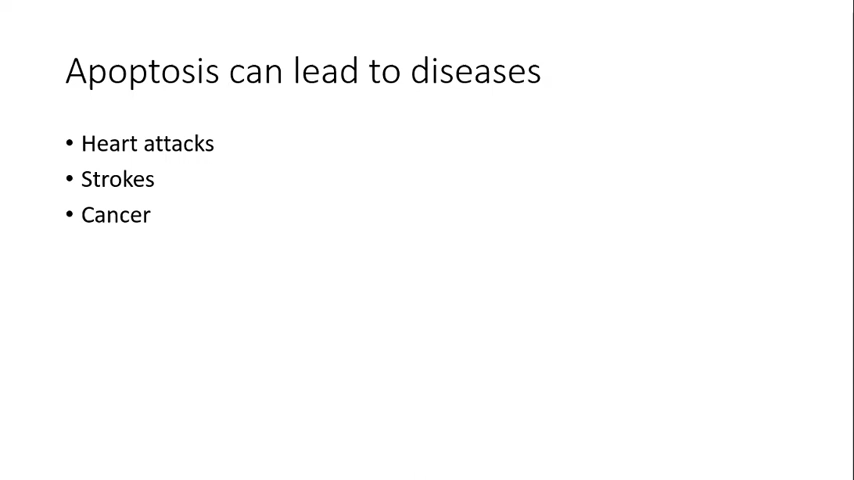 Apoptosis can lead to diseases
• Heart attacks
• Strokes
• Cancer